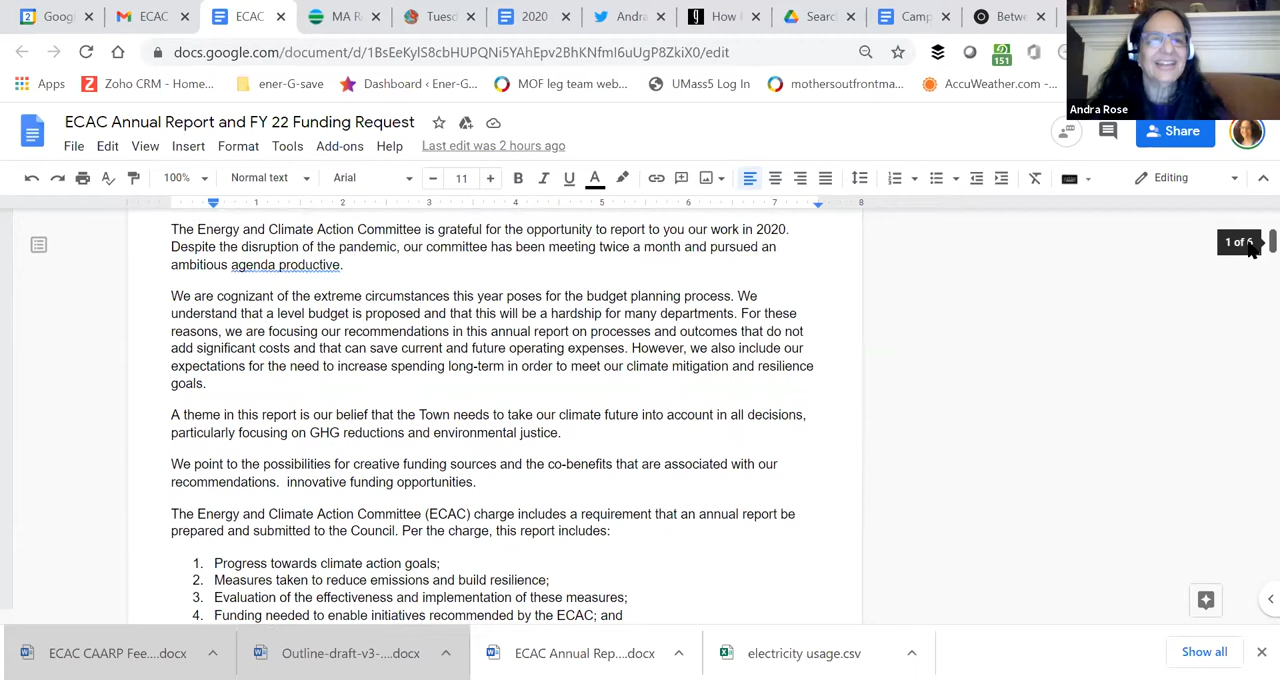 Googl
ECAC
ECAC
MA R
Tuesd
2020
Andra
How I
Searc
Camp
Betwe
docs.google.com/document/d/1BsEeKylS8cbHUPQNi5YAhEpv2BhKNfmI6uUgP8ZkiX0/edit
151
Apps
Zoho CRM - Home...
ener-G-save
Dashboard ‹ Ener-G...
MOF leg team web...
UMass5 Log In
mothersoutfrontma...
AccuWeather.com -...
Andra Rose
ECAC Annual Report and FY 22 Funding Request
Share
File Edit View Insert Format Tools Add-ons Help Last edit was 2 hours ago
100% Normal text Arial 11 B I U A Editing
1 2 3 4 5 6 7 8
1 of 6
The Energy and Climate Action Committee is grateful for the opportunity to report to you our work in 2020.
Despite the disruption of the pandemic, our committee has been meeting twice a month and pursued an
ambitious agenda productive.
We are cognizant of the extreme circumstances this year poses for the budget planning process. We
understand that a level budget is proposed and that this will be a hardship for many departments. For these
reasons, we are focusing our recommendations in this annual report on processes and outcomes that do not
add significant costs and that can save current and future operating expenses. However, we also include our
expectations for the need to increase spending long-term in order to meet our climate mitigation and resilience
goals.
A theme in this report is our belief that the Town needs to take our climate future into account in all decisions,
particularly focusing on GHG reductions and environmental justice.
We point to the possibilities for creative funding sources and the co-benefits that are associated with our
recommendations.  innovative funding opportunities.
The Energy and Climate Action Committee (ECAC) charge includes a requirement that an annual report be
prepared and submitted to the Council. Per the charge, this report includes:
1. Progress towards climate action goals;
2. Measures taken to reduce emissions and build resilience;
3. Evaluation of the effectiveness and implementation of these measures;
4. Funding needed to enable initiatives recommended by the ECAC; and
ECAC CAARP Fee....docx
Outline-draft-v3-....docx
ECAC Annual Rep....docx
electricity usage.csv
Show all